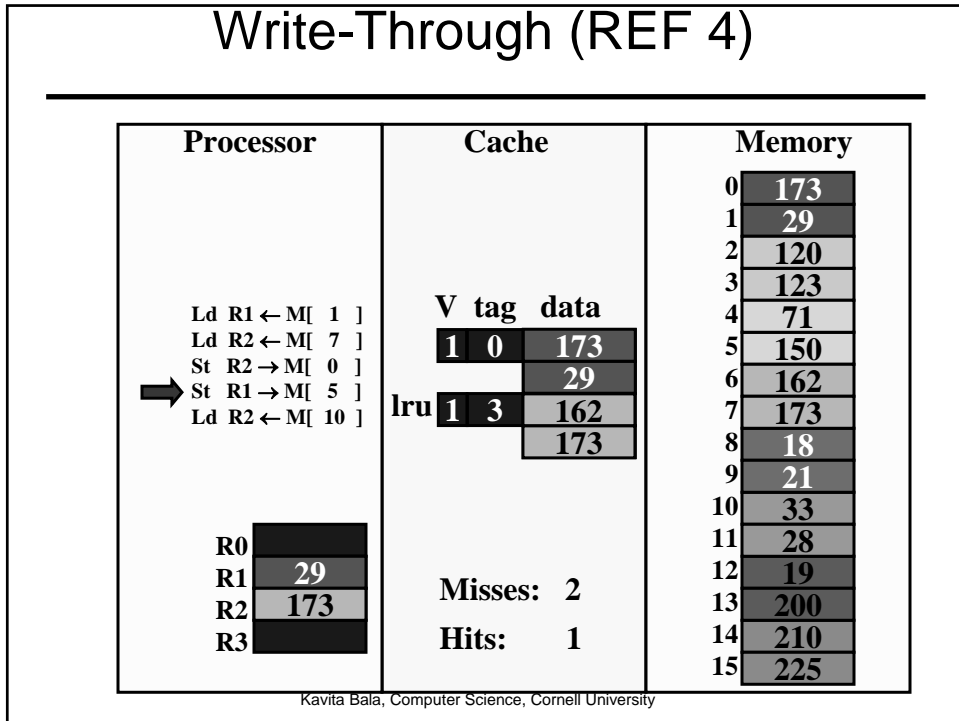 Write-Through (REF 4)
Processor Cache Memory
Ld R1 ← M[ 1 ]
Ld R2 ← M[ 7 ]
St R2 → M[ 0 ]
St R1 → M[ 5 ]
Ld R2 ← M[ 10 ]
R0
R1 29
R2 173
R3
V tag data
1 0 173
29
lru 1 3 162
173
Misses: 2
Hits: 1
0 173
1 29
2 120
3 123
4 71
5 150
6 162
7 173
8 18
9 21
10 33
11 28
12 19
13 200
14 210
15 225
Kavita Bala, Computer Science, Cornell University